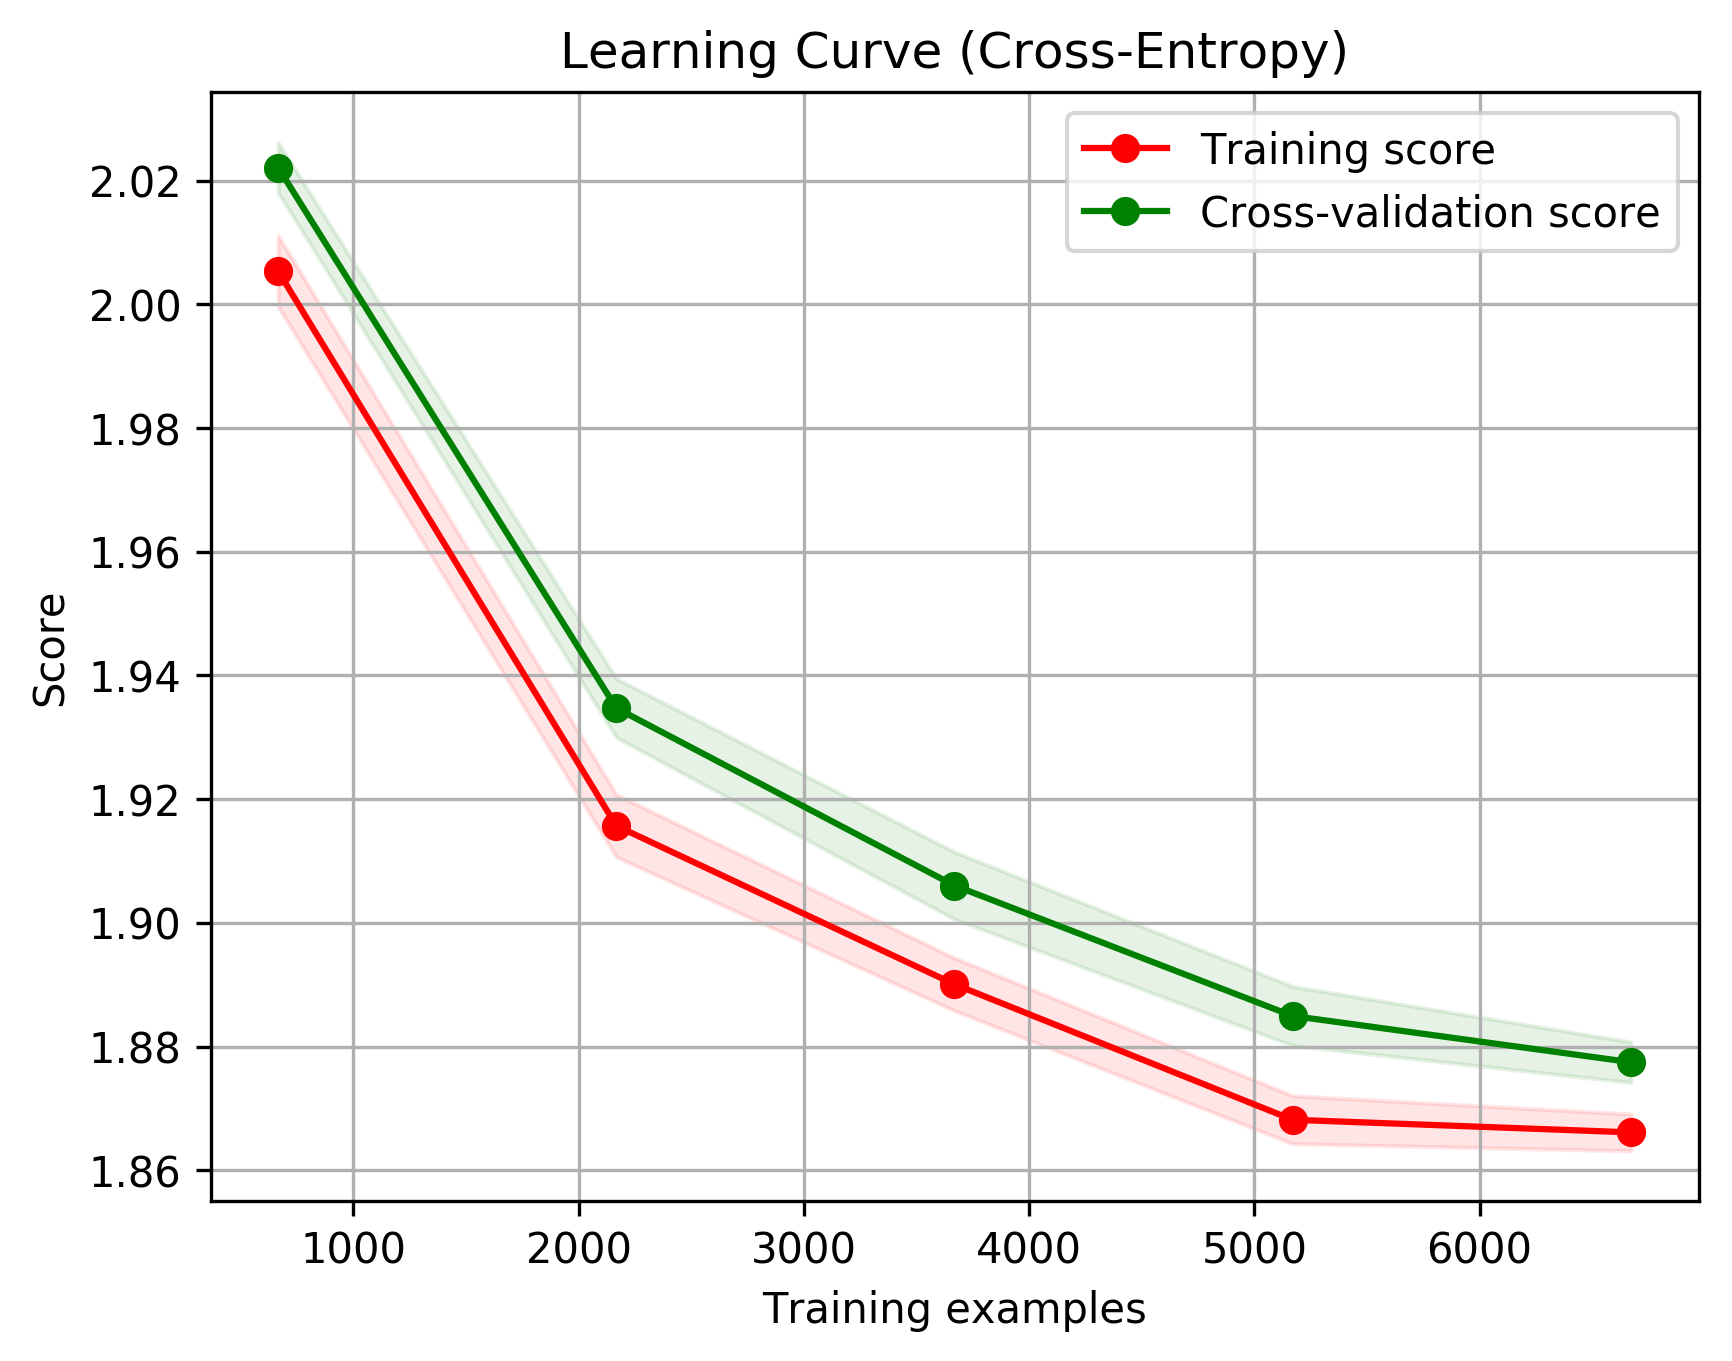 Learning Curve (Cross-Entropy)
Training score
Cross-validation score
2.02
2.00
1.98
1.96
1.94
1.92
1.90
1.88
1.86
Score
1000 2000 3000 4000 5000 6000
Training examples